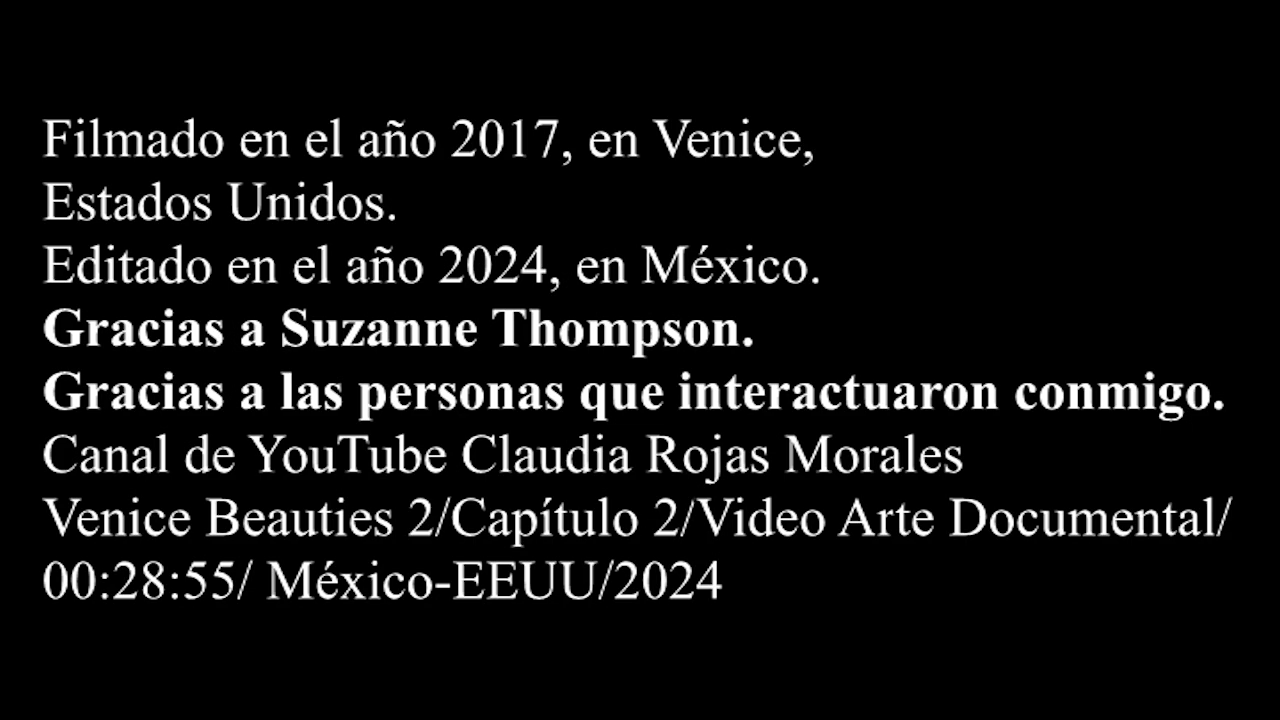 Filmado en el año 2017, en Venice,
Estados Unidos.
Editado en el año 2024, en México.
Gracias a Suzanne Thompson.
Gracias a las personas que interactuaron conmigo.
Canal de YouTube Claudia Rojas Morales
Venice Beauties 2/Capítulo 2/Video Arte Documental/
00:28:55/ México-EEUU/2024